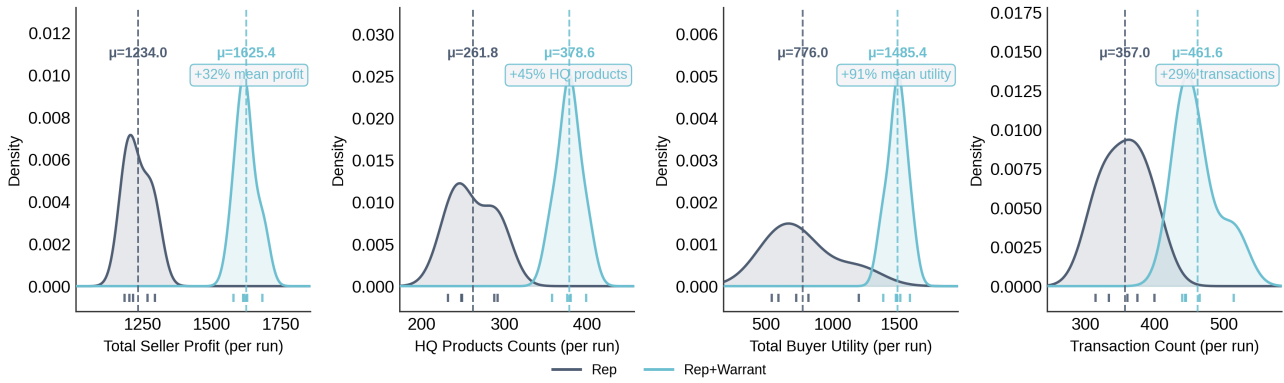 0.012
0.010
0.008
0.006
0.004
0.002
0.000
Density
μ=1234.0
μ=1625.4
+32% mean profit
1250 1500 1750
Total Seller Profit (per run)
0.030
0.025
0.020
0.015
0.010
0.005
0.000
Density
μ=261.8
μ=378.6
+45% HQ products
200 300 400
HQ Products Counts (per run)
0.006
0.005
0.004
0.003
0.002
0.001
0.000
Density
μ=776.0
μ=1485.4
+91% mean utility
500 1000 1500
Total Buyer Utility (per run)
0.0175
0.0150
0.0125
0.0100
0.0075
0.0050
0.0025
0.0000
Density
μ=357.0
μ=461.6
+29% transactions
300 400 500
Transaction Count (per run)
Rep Rep+Warrant